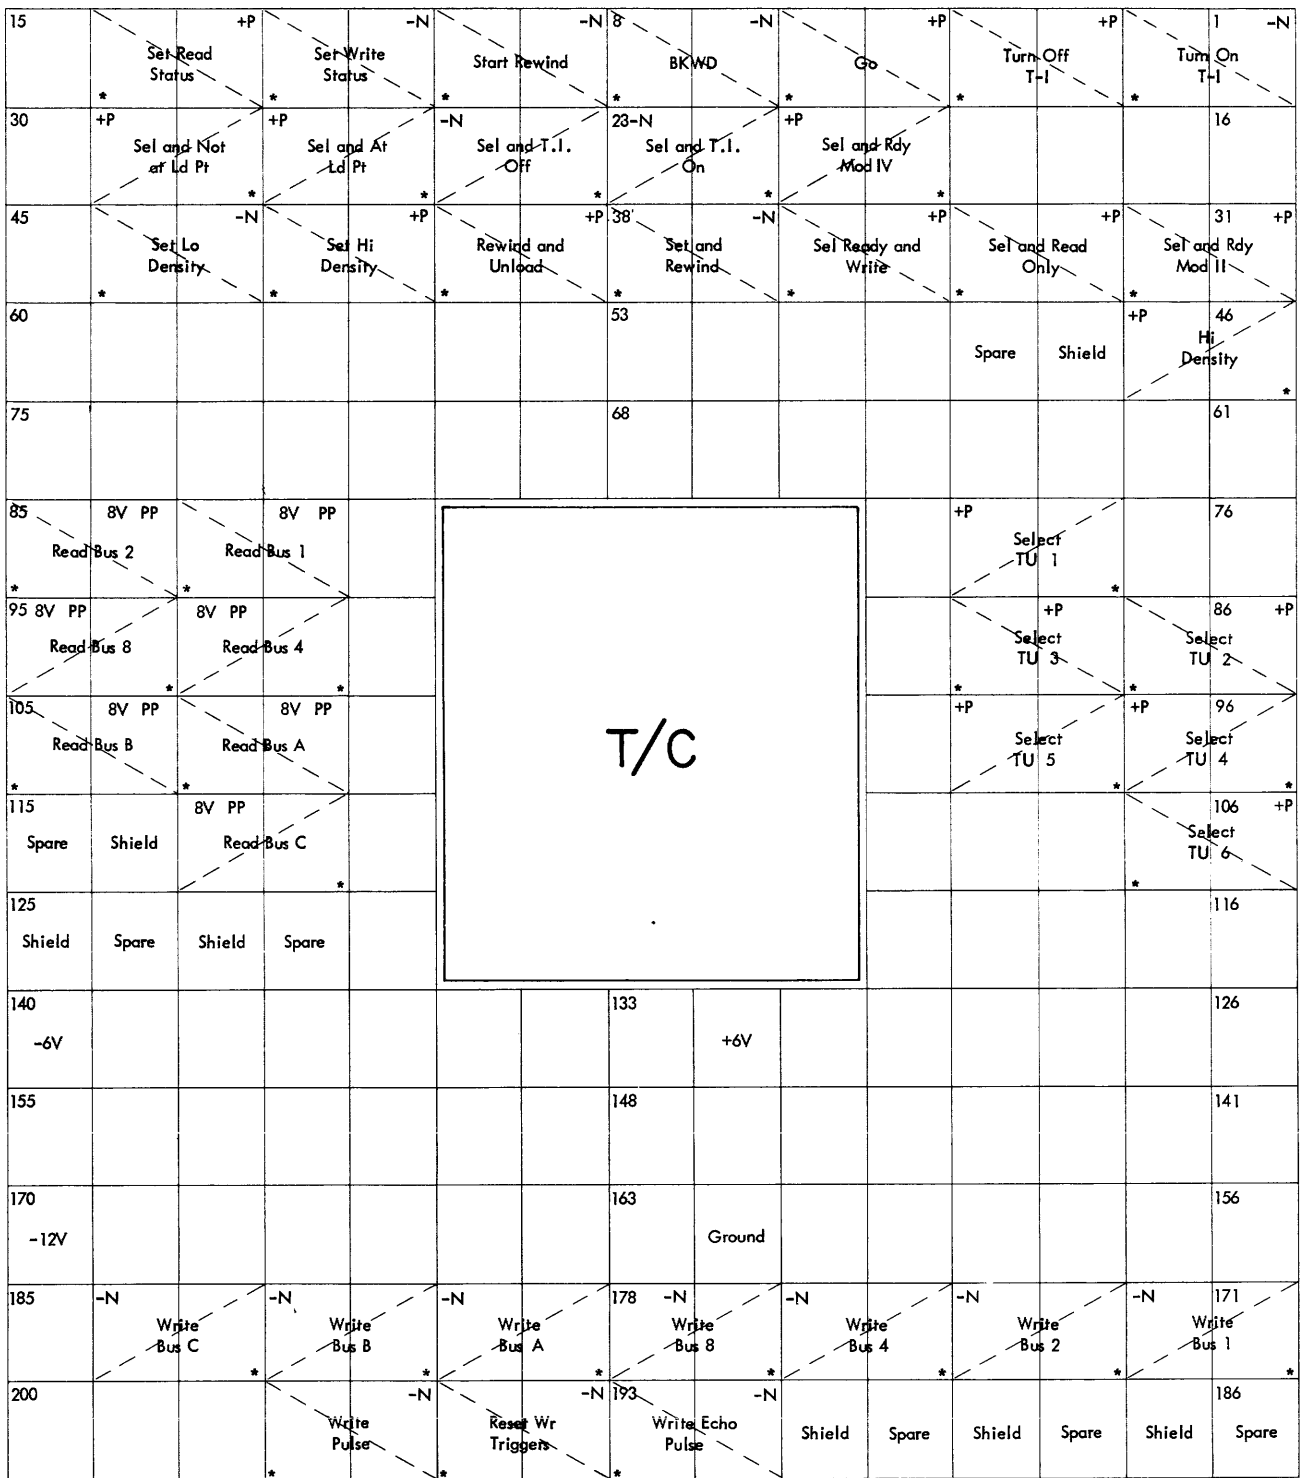 15 +P -N -N 8 -N +P +P 1 -N
Set Read Status
Set Write Status
Start Rewind
BKWD
Go
Turn Off T-I
Turn On T-I
* * * * * * *
30 +P +P -N 23-N +P 16
Sel and Not at Ld Pt
Sel and At Ld Pt
Sel and T.I. Off
Sel and T.I. On
Sel and Rdy Mod IV
* * * * *
45 -N +P +P 38' -N +P +P 31 +P
Set Lo Density
Set Hi Density
Rewind and Unload
Set and Rewind
Sel Ready and Write
Sel and Read Only
Sel and Rdy Mod II
* * * * * * *
60 53 +P 46
Spare Shield
Hi Density
*
75 68 61
85 8V PP 8V PP +P 76
Read Bus 2
Read Bus 1
Select TU 1
* * *
95 8V PP 8V PP +P 86 +P
Read Bus 8
Read Bus 4
Select TU 3
Select TU 2
* * * *
105 8V PP 8V PP +P +P 96
Read Bus B
Read Bus A
T/C
Select TU 5
Select TU 4
* * * *
115 8V PP 106 +P
Spare Shield Read Bus C
Select TU 6
* *
125 116
Shield Spare Shield Spare
140 133 126
-6V +6V
155 148 141
170 163 156
-12V Ground
185 -N -N -N 178 -N -N -N -N 171
Write Bus C
Write Bus B
Write Bus A
Write Bus 8
Write Bus 4
Write Bus 2
Write Bus 1
* * * * * * *
200 -N -N 193 -N 186
Write Pulse
Reset Wr Triggers
Write Echo Pulse
Shield Spare Shield Spare Shield Spare
* * *